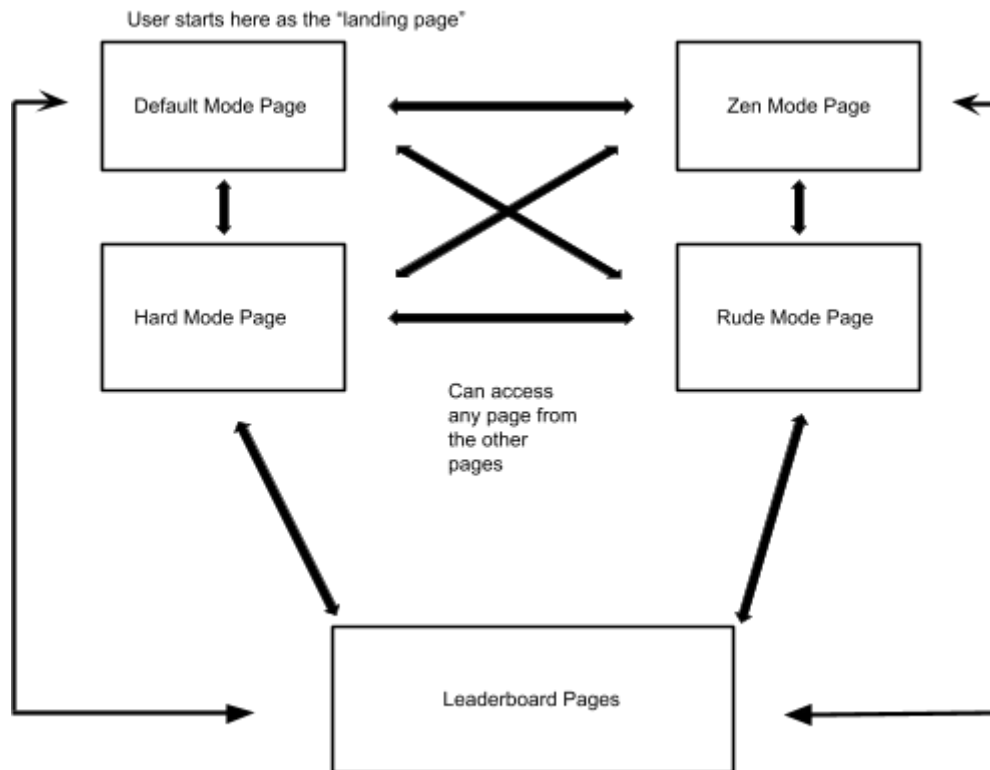 User starts here as the “landing page”
Default Mode Page
Zen Mode Page
Hard Mode Page
Rude Mode Page
Can access
any page from
the other
pages
Leaderboard Pages